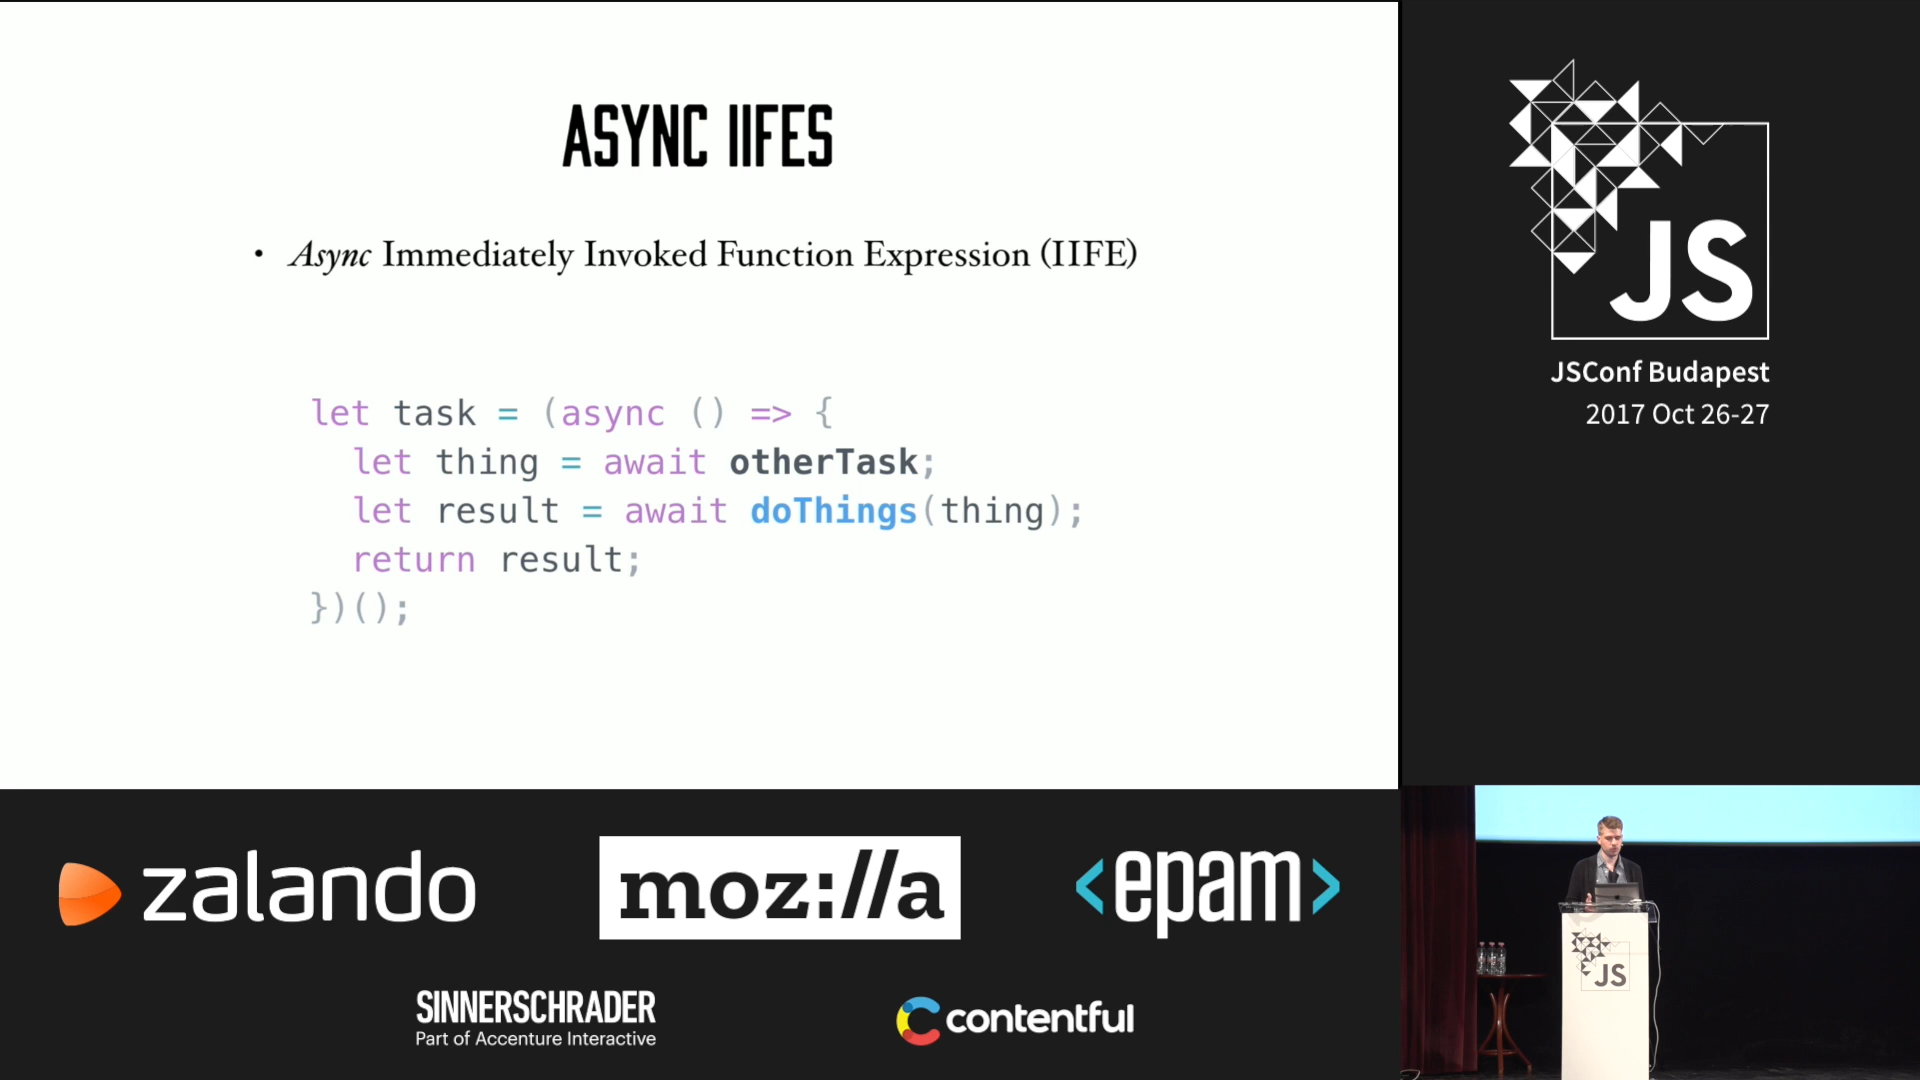 ASYNC IIFES
• Async Immediately Invoked Function Expression (IIFE)
let task = (async () => {
  let thing = await otherTask;
  let result = await doThings(thing);
  return result;
})();
JS
JSConf Budapest
2017 Oct 26-27
zalando
moz://a
<epam>
SINNERSCHRADER
Part of Accenture Interactive
contentful
JS